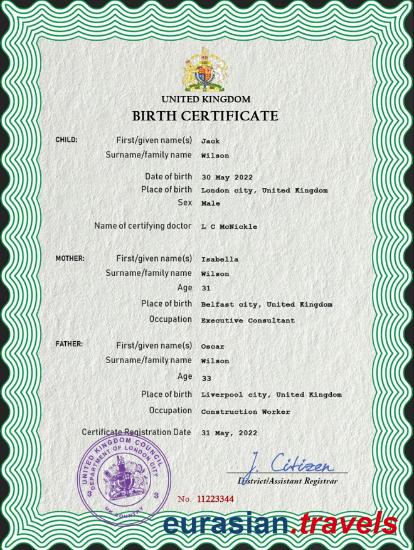 UNITED KINGDOM
BIRTH CERTIFICATE
CHILD: First/given name(s) Jack
Surname/family name Wilson
Date of birth 30 May 2022
Place of birth London city, United Kingdom
Sex Male
Name of certifying doctor L C McNickle
MOTHER: First/given name(s) Isabella
Surname/family name Wilson
Age 31
Place of birth Belfast city, United Kingdom
Occupation Executive Consultant
FATHER: First/given name(s) Oscar
Surname/family name Wilson
Age 33
Place of birth Liverpool city, United Kingdom
Occupation Construction Worker
Certificate Registration Date 31 May, 2022
UNITED KINGDOM COUNCIL
DEPARTMENT OF LONDON CITY
J. Citizen
District/Assistant Registrar
No. 11223344
eurasian.travels